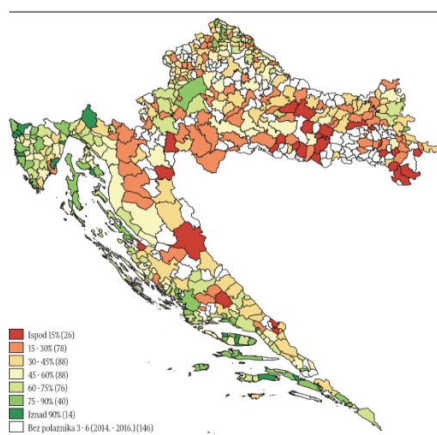 Ispod 15% (26)
15 - 30% (78)
30 - 45% (88)
45 - 60% (88)
60 - 75% (76)
75 - 90% (40)
Iznad 90% (14)
Bez polaznika 3 - 6 (2014. - 2016.) (146)